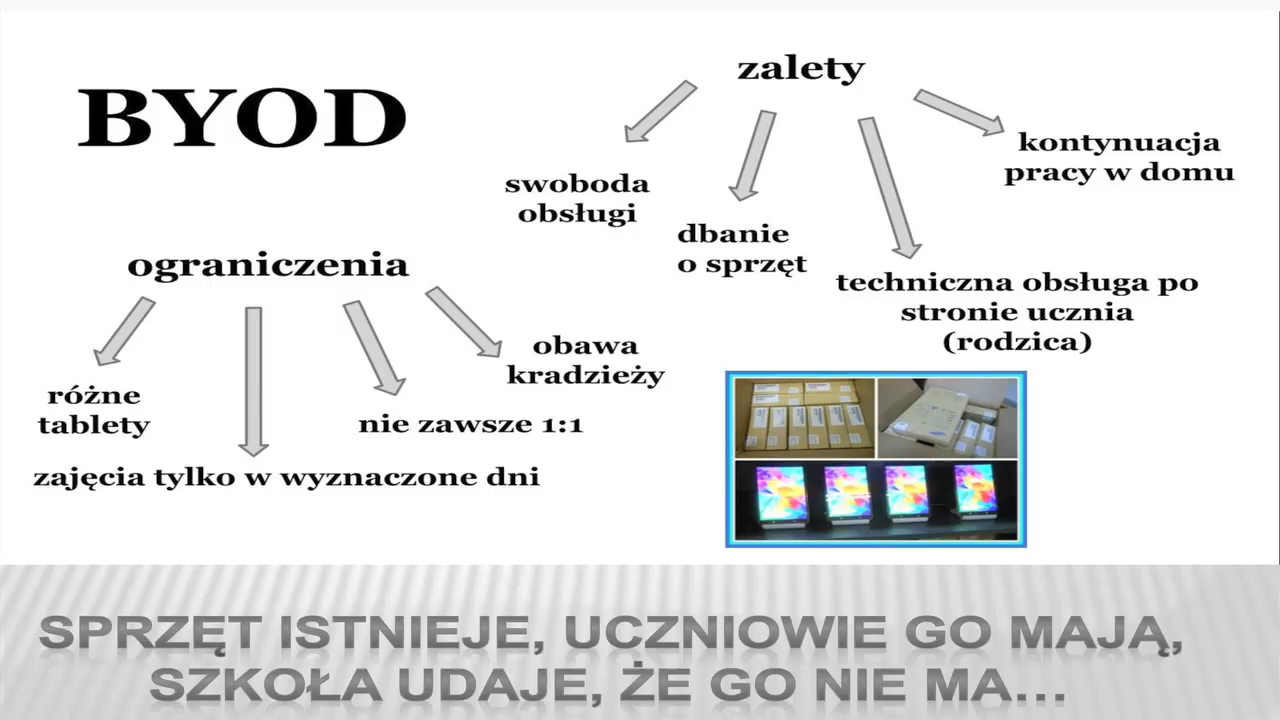 BYOD
zalety
swoboda
obsługi
dbanie
o sprzęt
techniczna obsługa po
stronie ucznia
(rodzica)
kontynuacja
pracy w domu
ograniczenia
różne
tablety
zajęcia tylko w wyznaczone dni
nie zawsze 1:1
obawa
kradzieży
SPRZĘT ISTNIEJE, UCZNIOWIE GO MAJĄ,
SZKOŁA UDAJE, ŻE GO NIE MA...